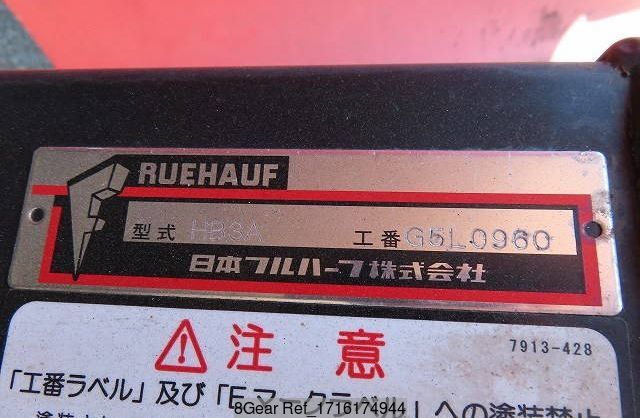 FRUEHAUF
型式 HB3A 工番 G5L0960
日本フルハーフ株式会社
注意
7913-428
「工番ラベル」及び「Eマークラベル」への塗装禁止
8Gear Ref_1716174944